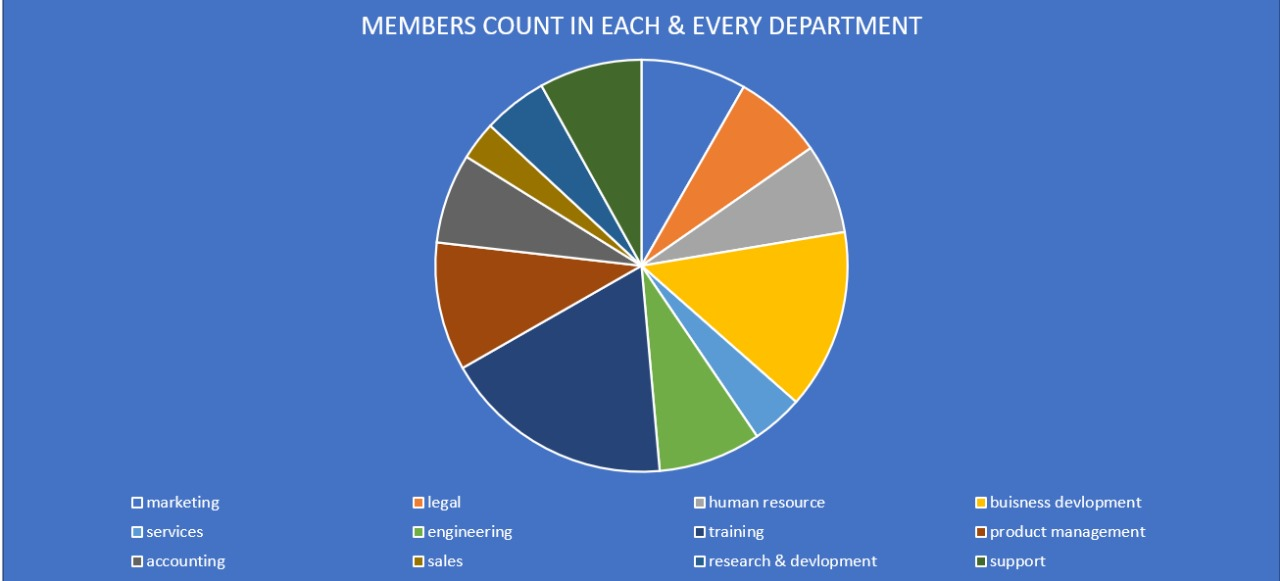 MEMBERS COUNT IN EACH & EVERY DEPARTMENT
marketing legal human resource buisness devlopment
services engineering training product management
accounting sales research & devlopment support